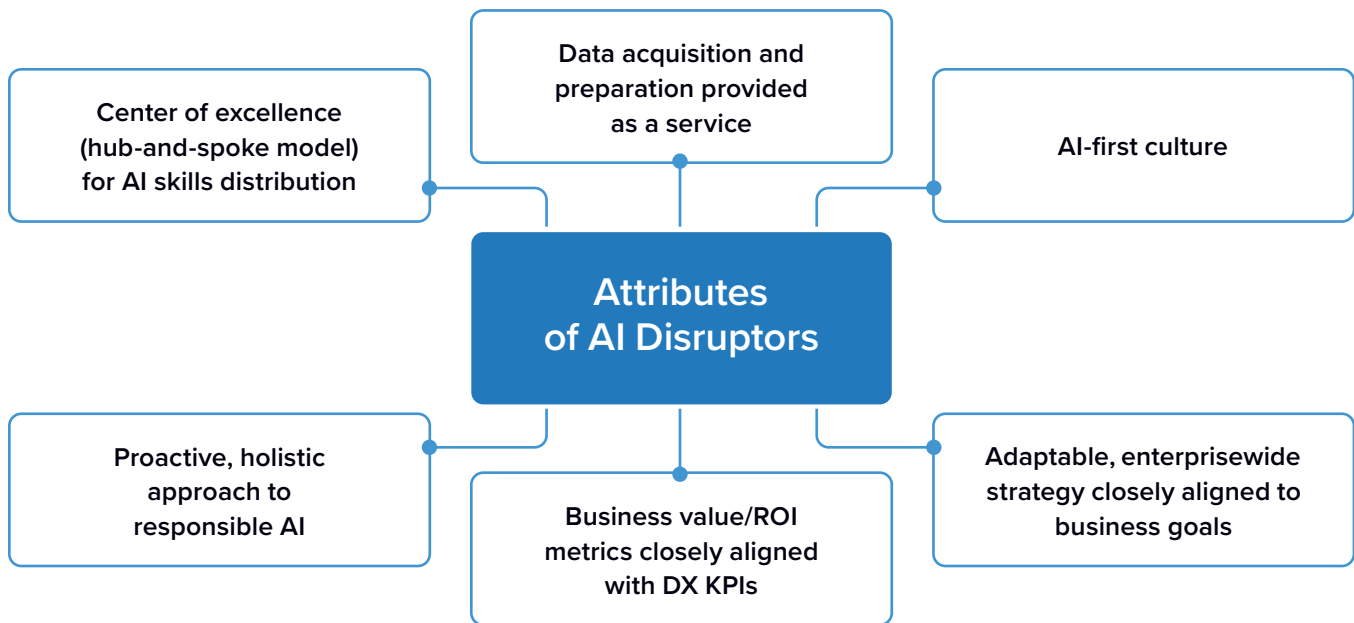 Data acquisition and
preparation provided
as a service
Center of excellence
(hub-and-spoke model)
for AI skills distribution
AI-first culture
Attributes
of AI Disruptors
Proactive, holistic
approach to
responsible AI
Business value/ROI
metrics closely aligned
with DX KPIs
Adaptable, enterprisewide
strategy closely aligned to
business goals